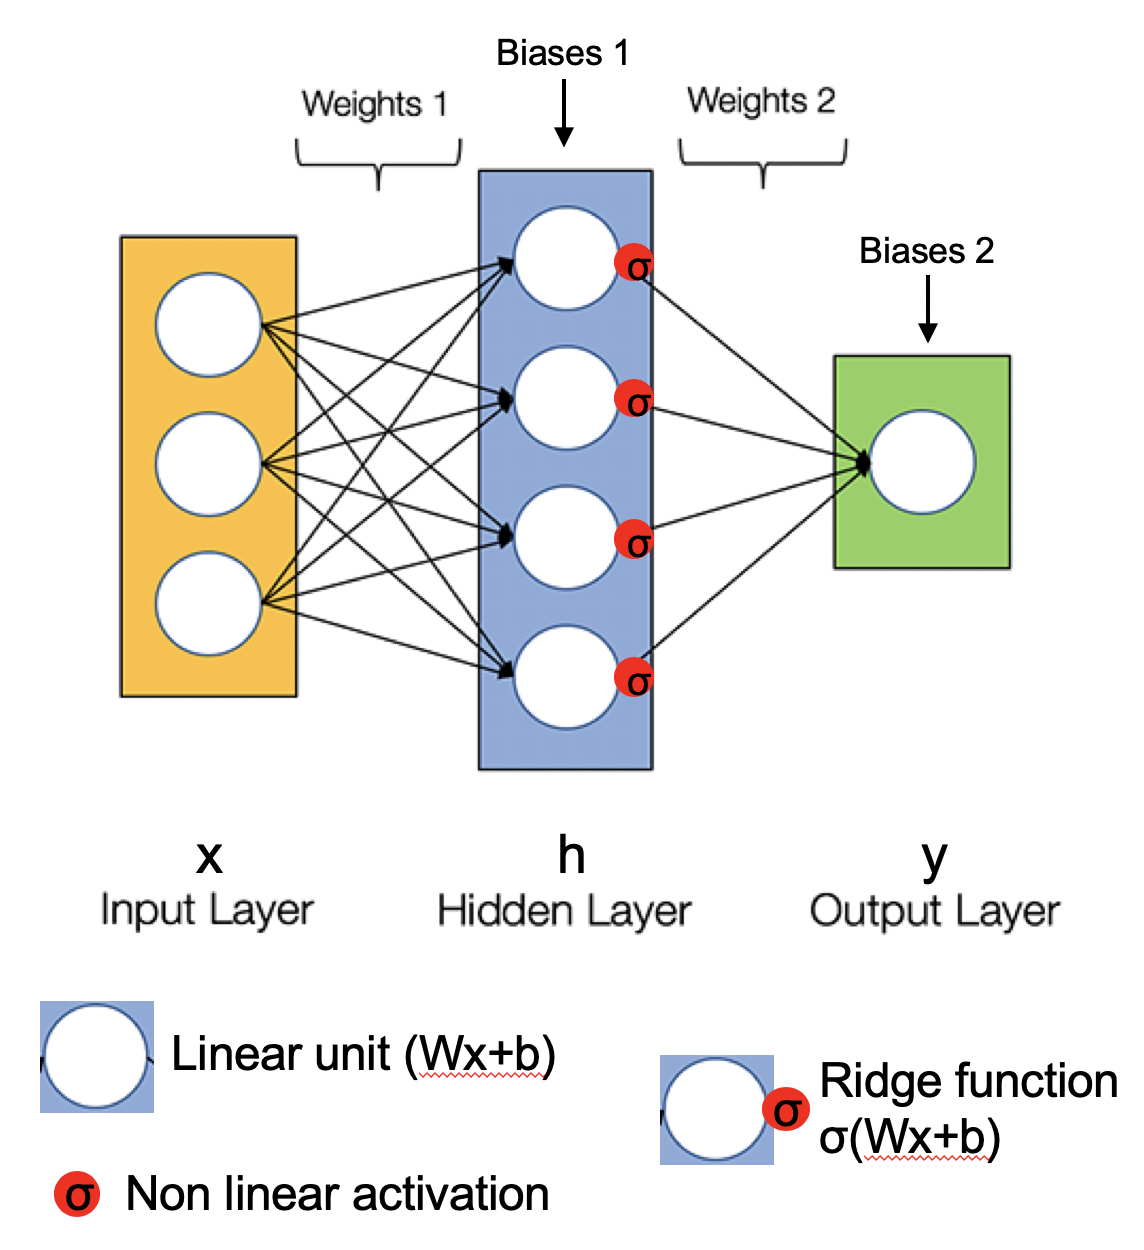 Biases 1
Weights 1
Weights 2
Biases 2
σ
σ
σ
σ
x
h
y
Input Layer
Hidden Layer
Output Layer
Linear unit (Wx+b)
σ
Ridge function
σ(Wx+b)
σ
Non linear activation